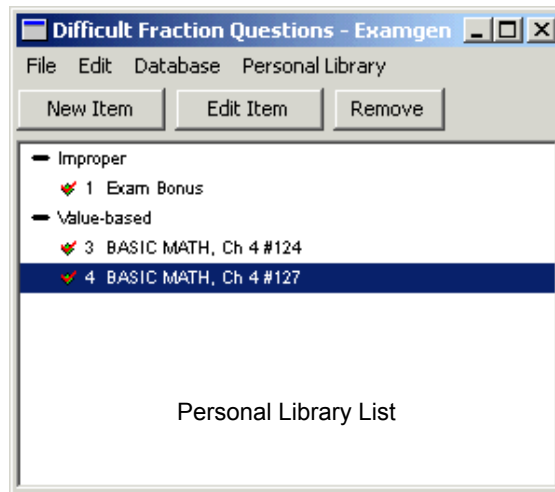 Difficult Fraction Questions - Examgen
File Edit Database Personal Library
New Item Edit Item Remove
Improper
1 Exam Bonus
Value-based
3 BASIC MATH, Ch 4 #124
4 BASIC MATH, Ch 4 #127
Personal Library List